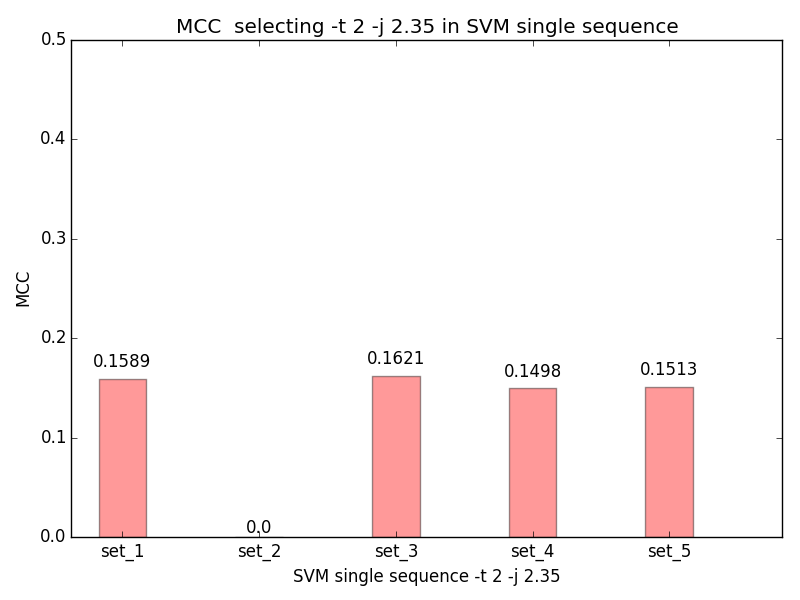 MCC  selecting -t 2 -j 2.35 in SVM single sequence
0.5
0.4
0.3
0.2
0.1
0.0
MCC
0.1589
0.0
0.1621
0.1498
0.1513
set_1
set_2
set_3
set_4
set_5
SVM single sequence -t 2 -j 2.35